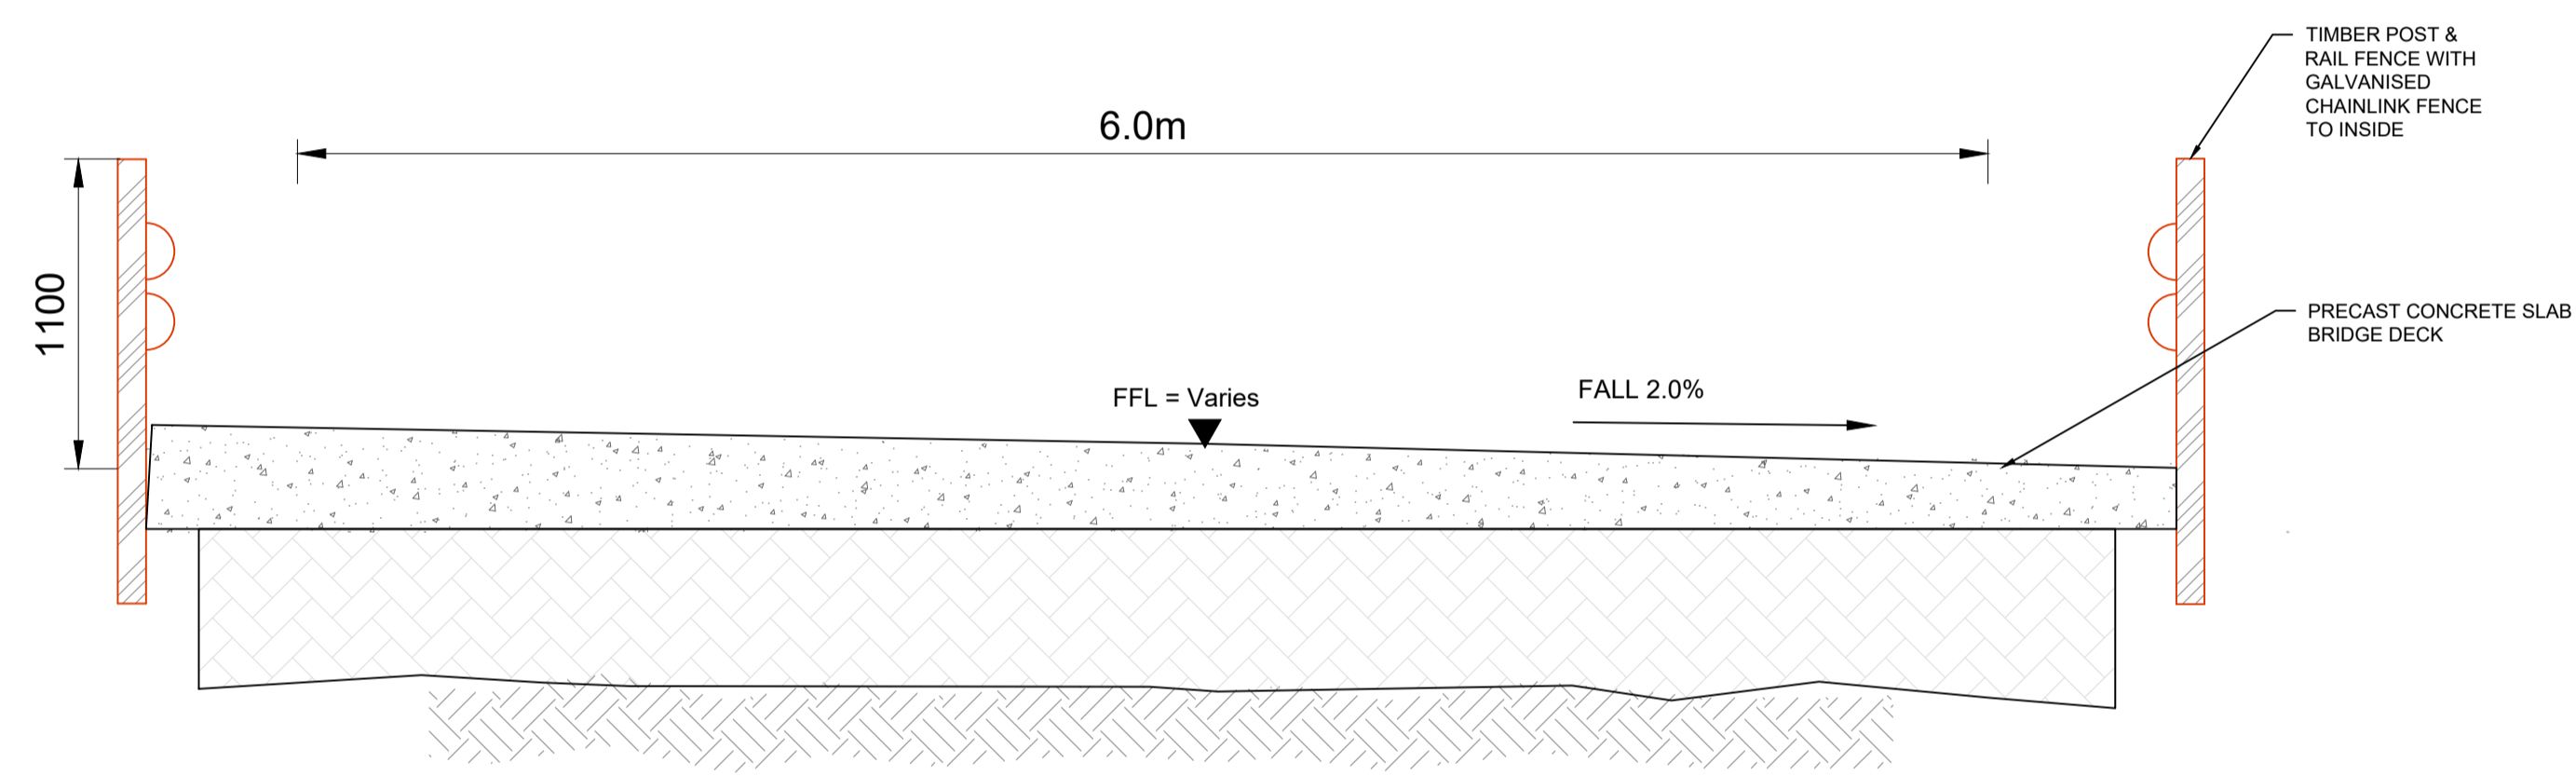 TIMBER POST &
RAIL FENCE WITH
GALVANISED
CHAINLINK FENCE
TO INSIDE
6.0m
1100
PRECAST CONCRETE SLAB
BRIDGE DECK
FFL = Varies
FALL 2.0%